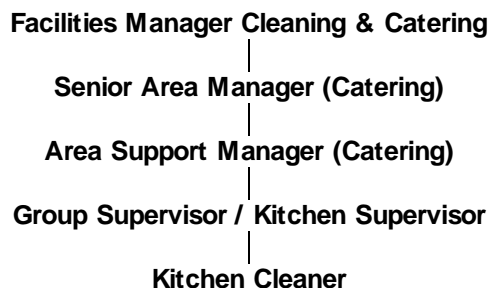 Facilities Manager Cleaning & Catering
Senior Area Manager (Catering)
Area Support Manager (Catering)
Group Supervisor / Kitchen Supervisor
Kitchen Cleaner